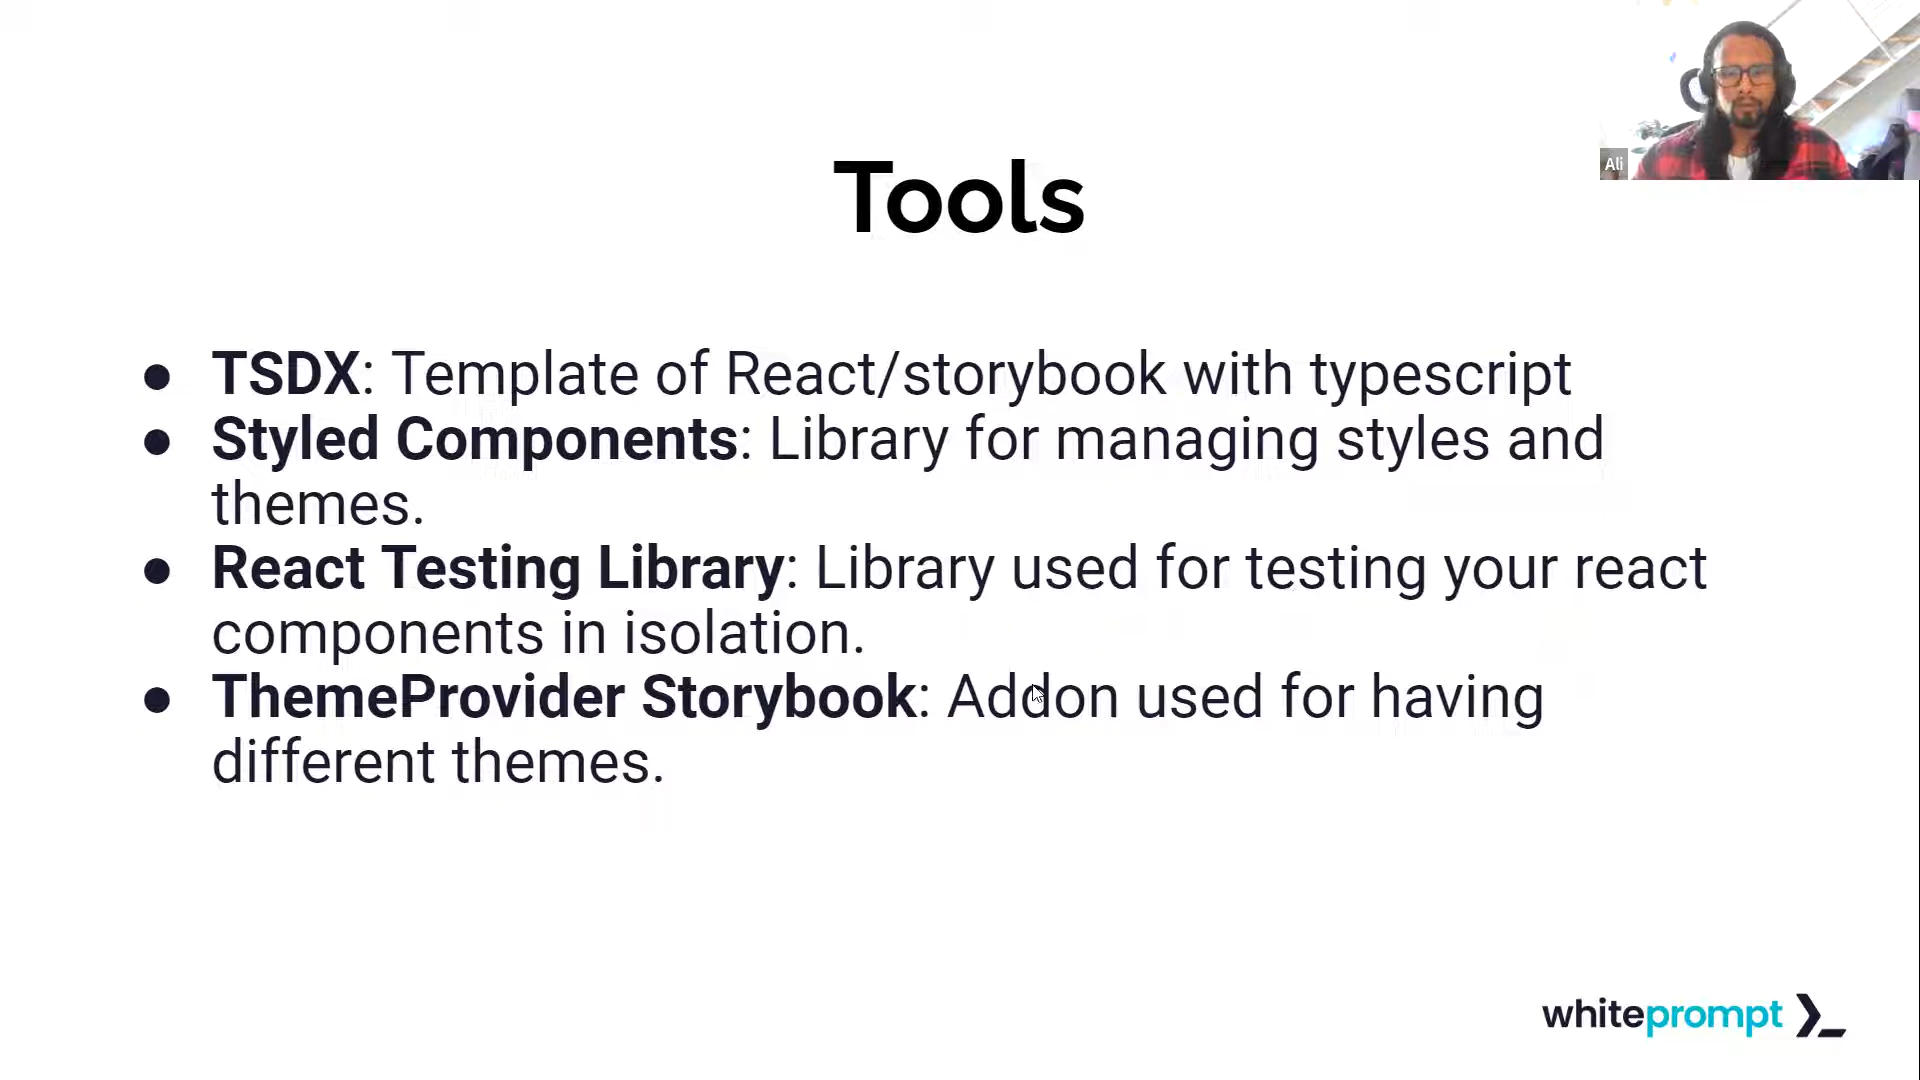 Ali
Tools
● TSDX: Template of React/storybook with typescript
● Styled Components: Library for managing styles and
themes.
● React Testing Library: Library used for testing your react
components in isolation.
● ThemeProvider Storybook: Addon used for having
different themes.
whiteprompt